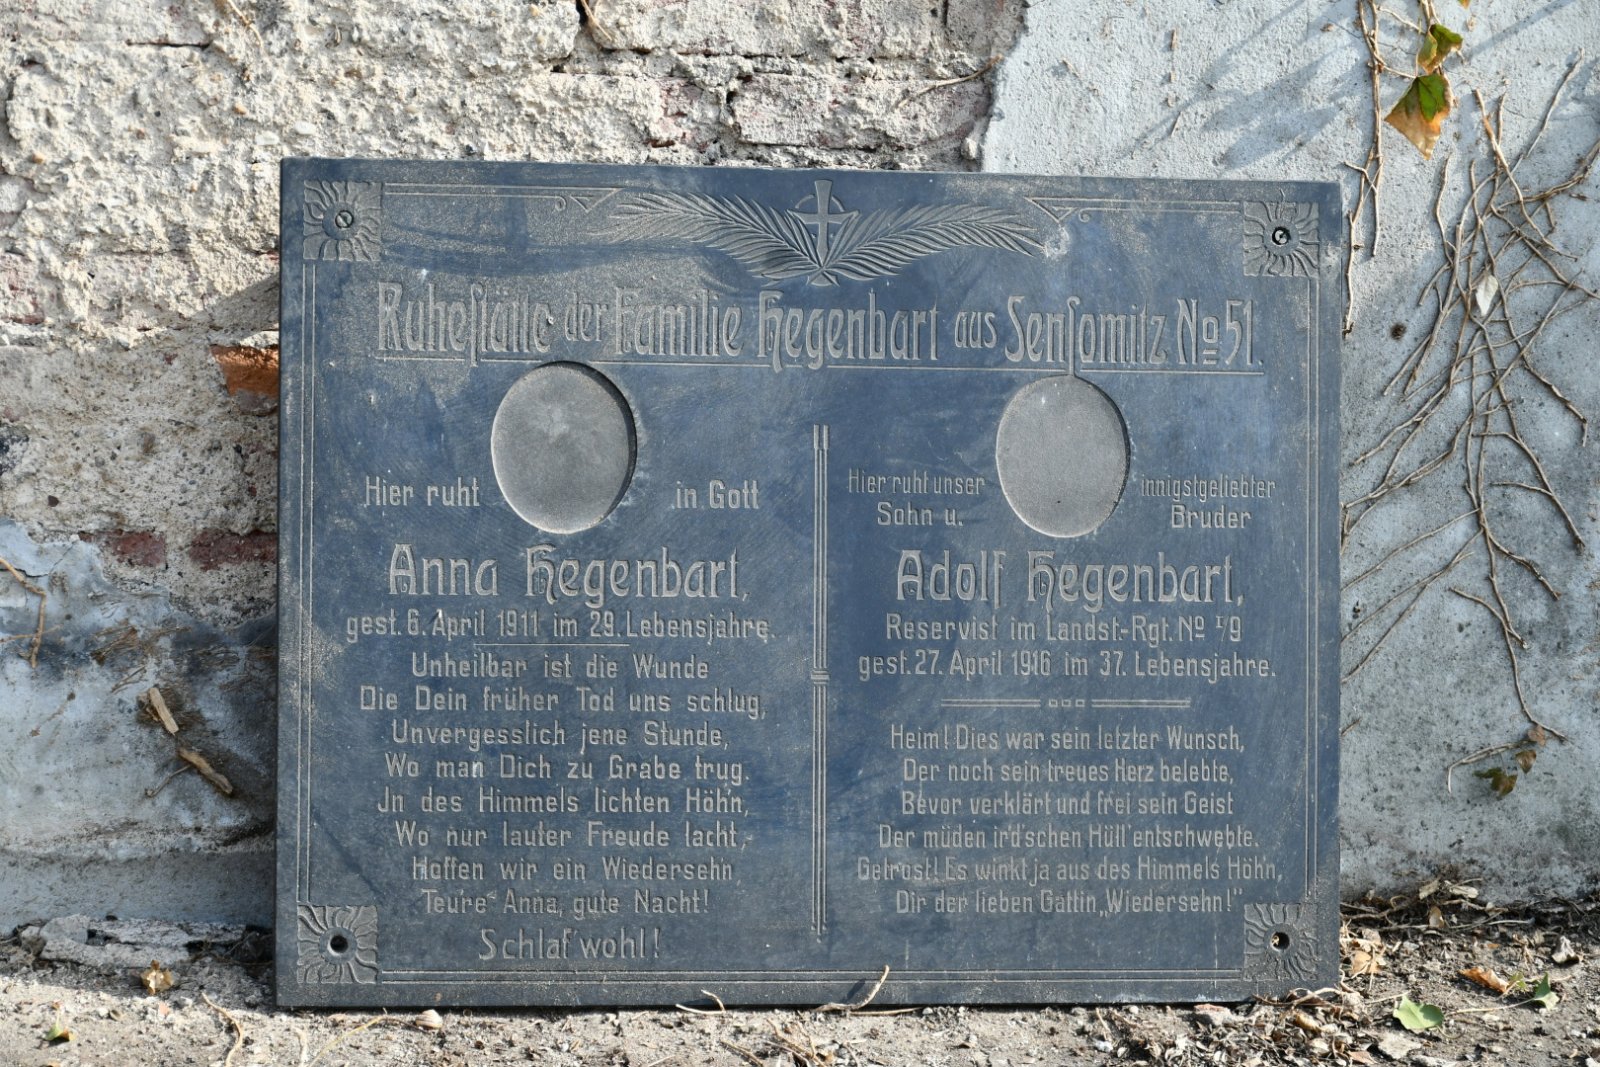 Ruhestätte der Familie Hegenbart aus Sensomitz No 51.
Hier ruht in Gott
Anna Hegenbart,
gest. 6. April 1911 im 29. Lebensjahre.
Unheilbar ist die Wunde
Die Dein früher Tod uns schlug,
Unvergesslich jene Stunde,
Wo man Dich zu Grabe trug.
Jn des Himmels lichten Höh'n,
Wo nur lauter Freude lacht,
Hoffen wir ein Wiedersehn
Teure Anna, gute Nacht!
Schlaf' wohl!
Hier ruht unser innigstgeliebter
Sohn u. Bruder
Adolf Hegenbart,
Reservist im Landst.-Rgt. No I/9
gest. 27. April 1916 im 37. Lebensjahre.
Heim! Dies war sein letzter Wunsch,
Der noch sein treues Herz belebte,
Bevor verklärt und frei sein Geist
Der müden ird'schen Hüll' entschwebte.
Getrost! Es winkt ja aus des Himmels Höh'n,
Dir der lieben Gattin „Wiedersehn!"